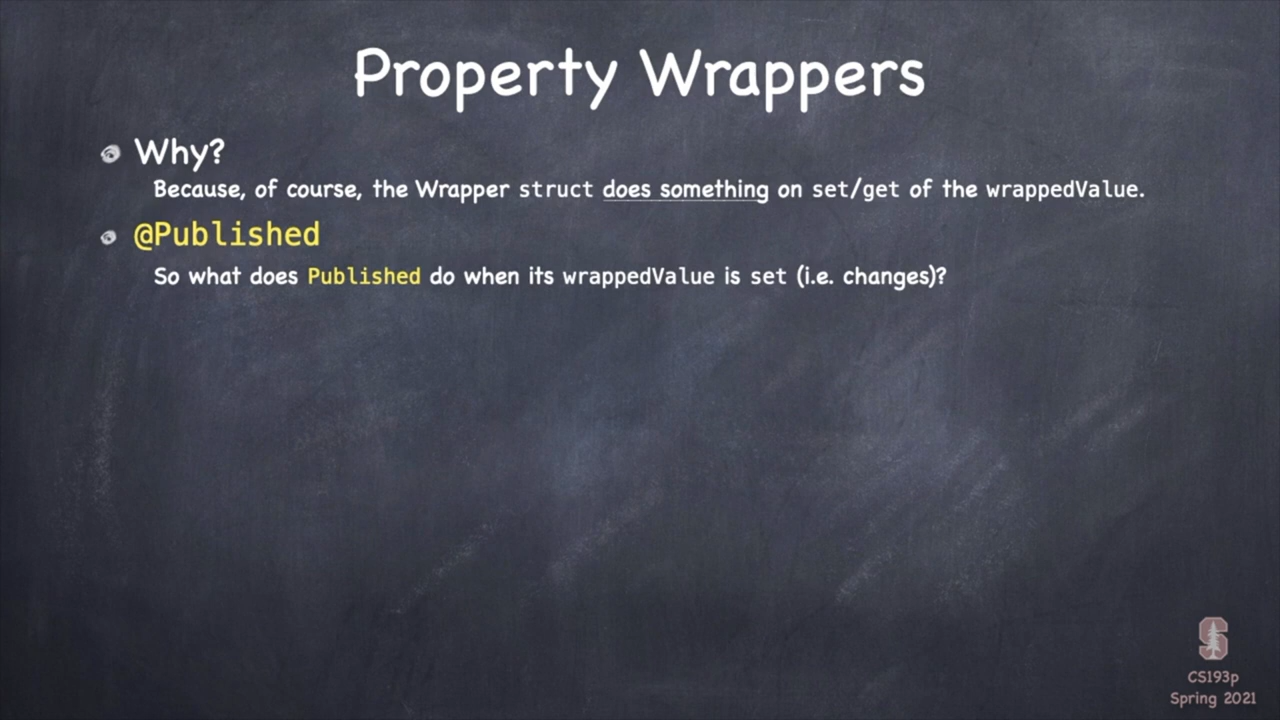 Property Wrappers
Why?
Because, of course, the Wrapper struct does something on set/get of the wrappedValue.
@Published
So what does Published do when its wrappedValue is set (i.e. changes)?
S
CS193p
Spring 2021